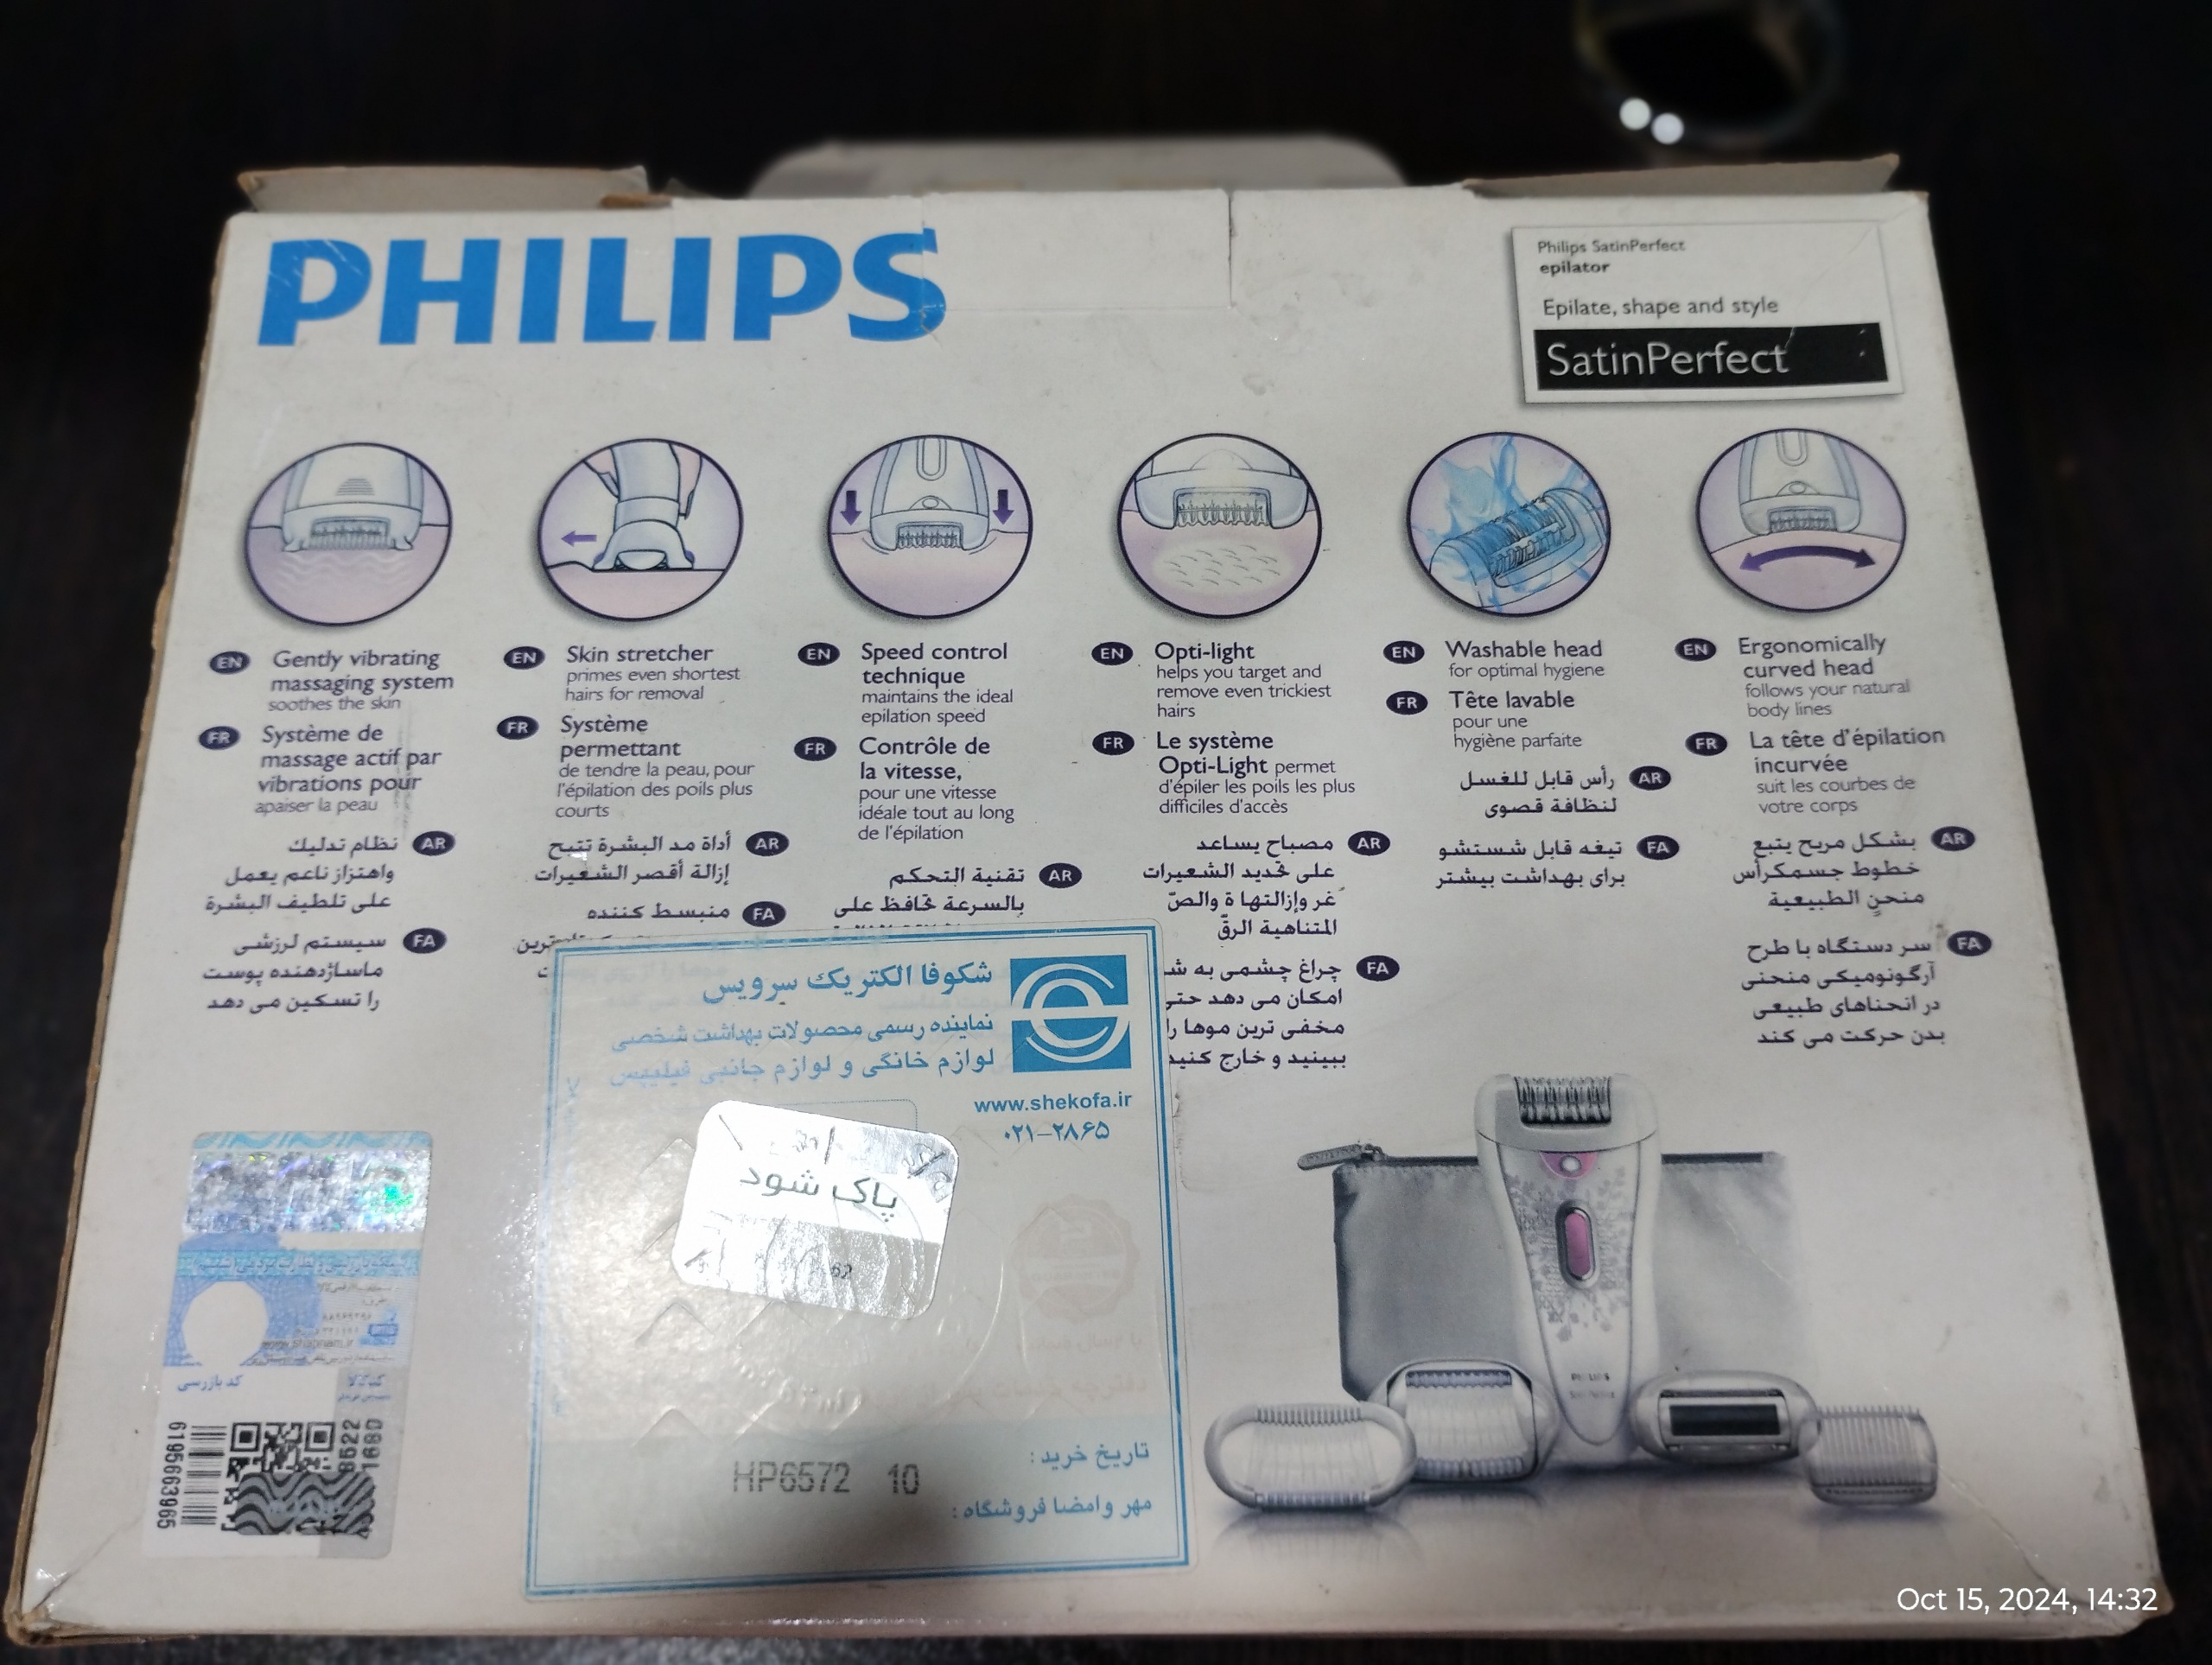 PHILIPS
Philips SatinPerfect
epilator
Epilate, shape and style
SatinPerfect
EN Gently vibrating
massaging system
soothes the skin
FR Système de
massage actif par
vibrations pour
apaiser la peau
AR نظام تدليك
واهتزاز ناعم يعمل
على تلطيف البشرة
FA سیستم لرزشی
ماساژدهنده پوست
را تسکین می دهد
EN Skin stretcher
primes even shortest
hairs for removal
FR Système
permettant
de tendre la peau, pour
l'épilation des poils plus
courts
AR أداة مد البشرة تتيح
إزالة أقصر الشعيرات
FA منبسط کننده
EN Speed control
technique
maintains the ideal
epilation speed
FR Contrôle de
la vitesse,
pour une vitesse
idéale tout au long
de l'épilation
AR تقنية التحكم
بالسرعة تحافظ على
EN Opti-light
helps you target and
remove even trickiest
hairs
FR Le système
Opti-Light permet
d'épiler les poils les plus
difficiles d'accès
AR مصباح يساعد
على تحديد الشعيرات
غر وإزالتها ة والصّ
المتناهية الرقّ
FA چراغ چشمی به ش
امکان می دهد حتی
مخفی ترین موها را
ببینید و خارج کنید
EN Washable head
for optimal hygiene
FR Tête lavable
pour une
hygiène parfaite
AR رأس قابل للغسل
لنظافة قصوى
FA تیغه قابل شستشو
برای بهداشت بیشتر
EN Ergonomically
curved head
follows your natural
body lines
FR La tête d'épilation
incurvée
suit les courbes de
votre corps
AR بشكل مريح يتبع
خطوط جسمكرأس
منحنٍ الطبيعية
FA سر دستگاه با طرح
آرگونومیکی منحنی
در انحناهای طبیعی
بدن حرکت می کند
شکوفا الکتریک سرویس
نماینده رسمی محصولات بهداشت شخصی
لوازم خانگی و لوازم جانبی فیلیپس
www.shekofa.ir
۰۲۱-۲۸۶۵
پاک شود
تاریخ خرید :
HP6572 10
مهر وامضا فروشگاه :
کد بازرسی
کد کالا
6195663965
PHILIPS
Oct 15, 2024, 14:32